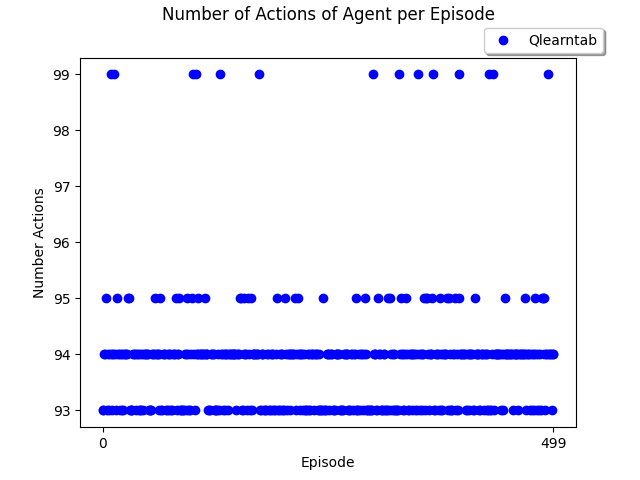 Number of Actions of Agent per Episode
Qlearntab
99
98
97
96
95
94
93
Number Actions
0
499
Episode